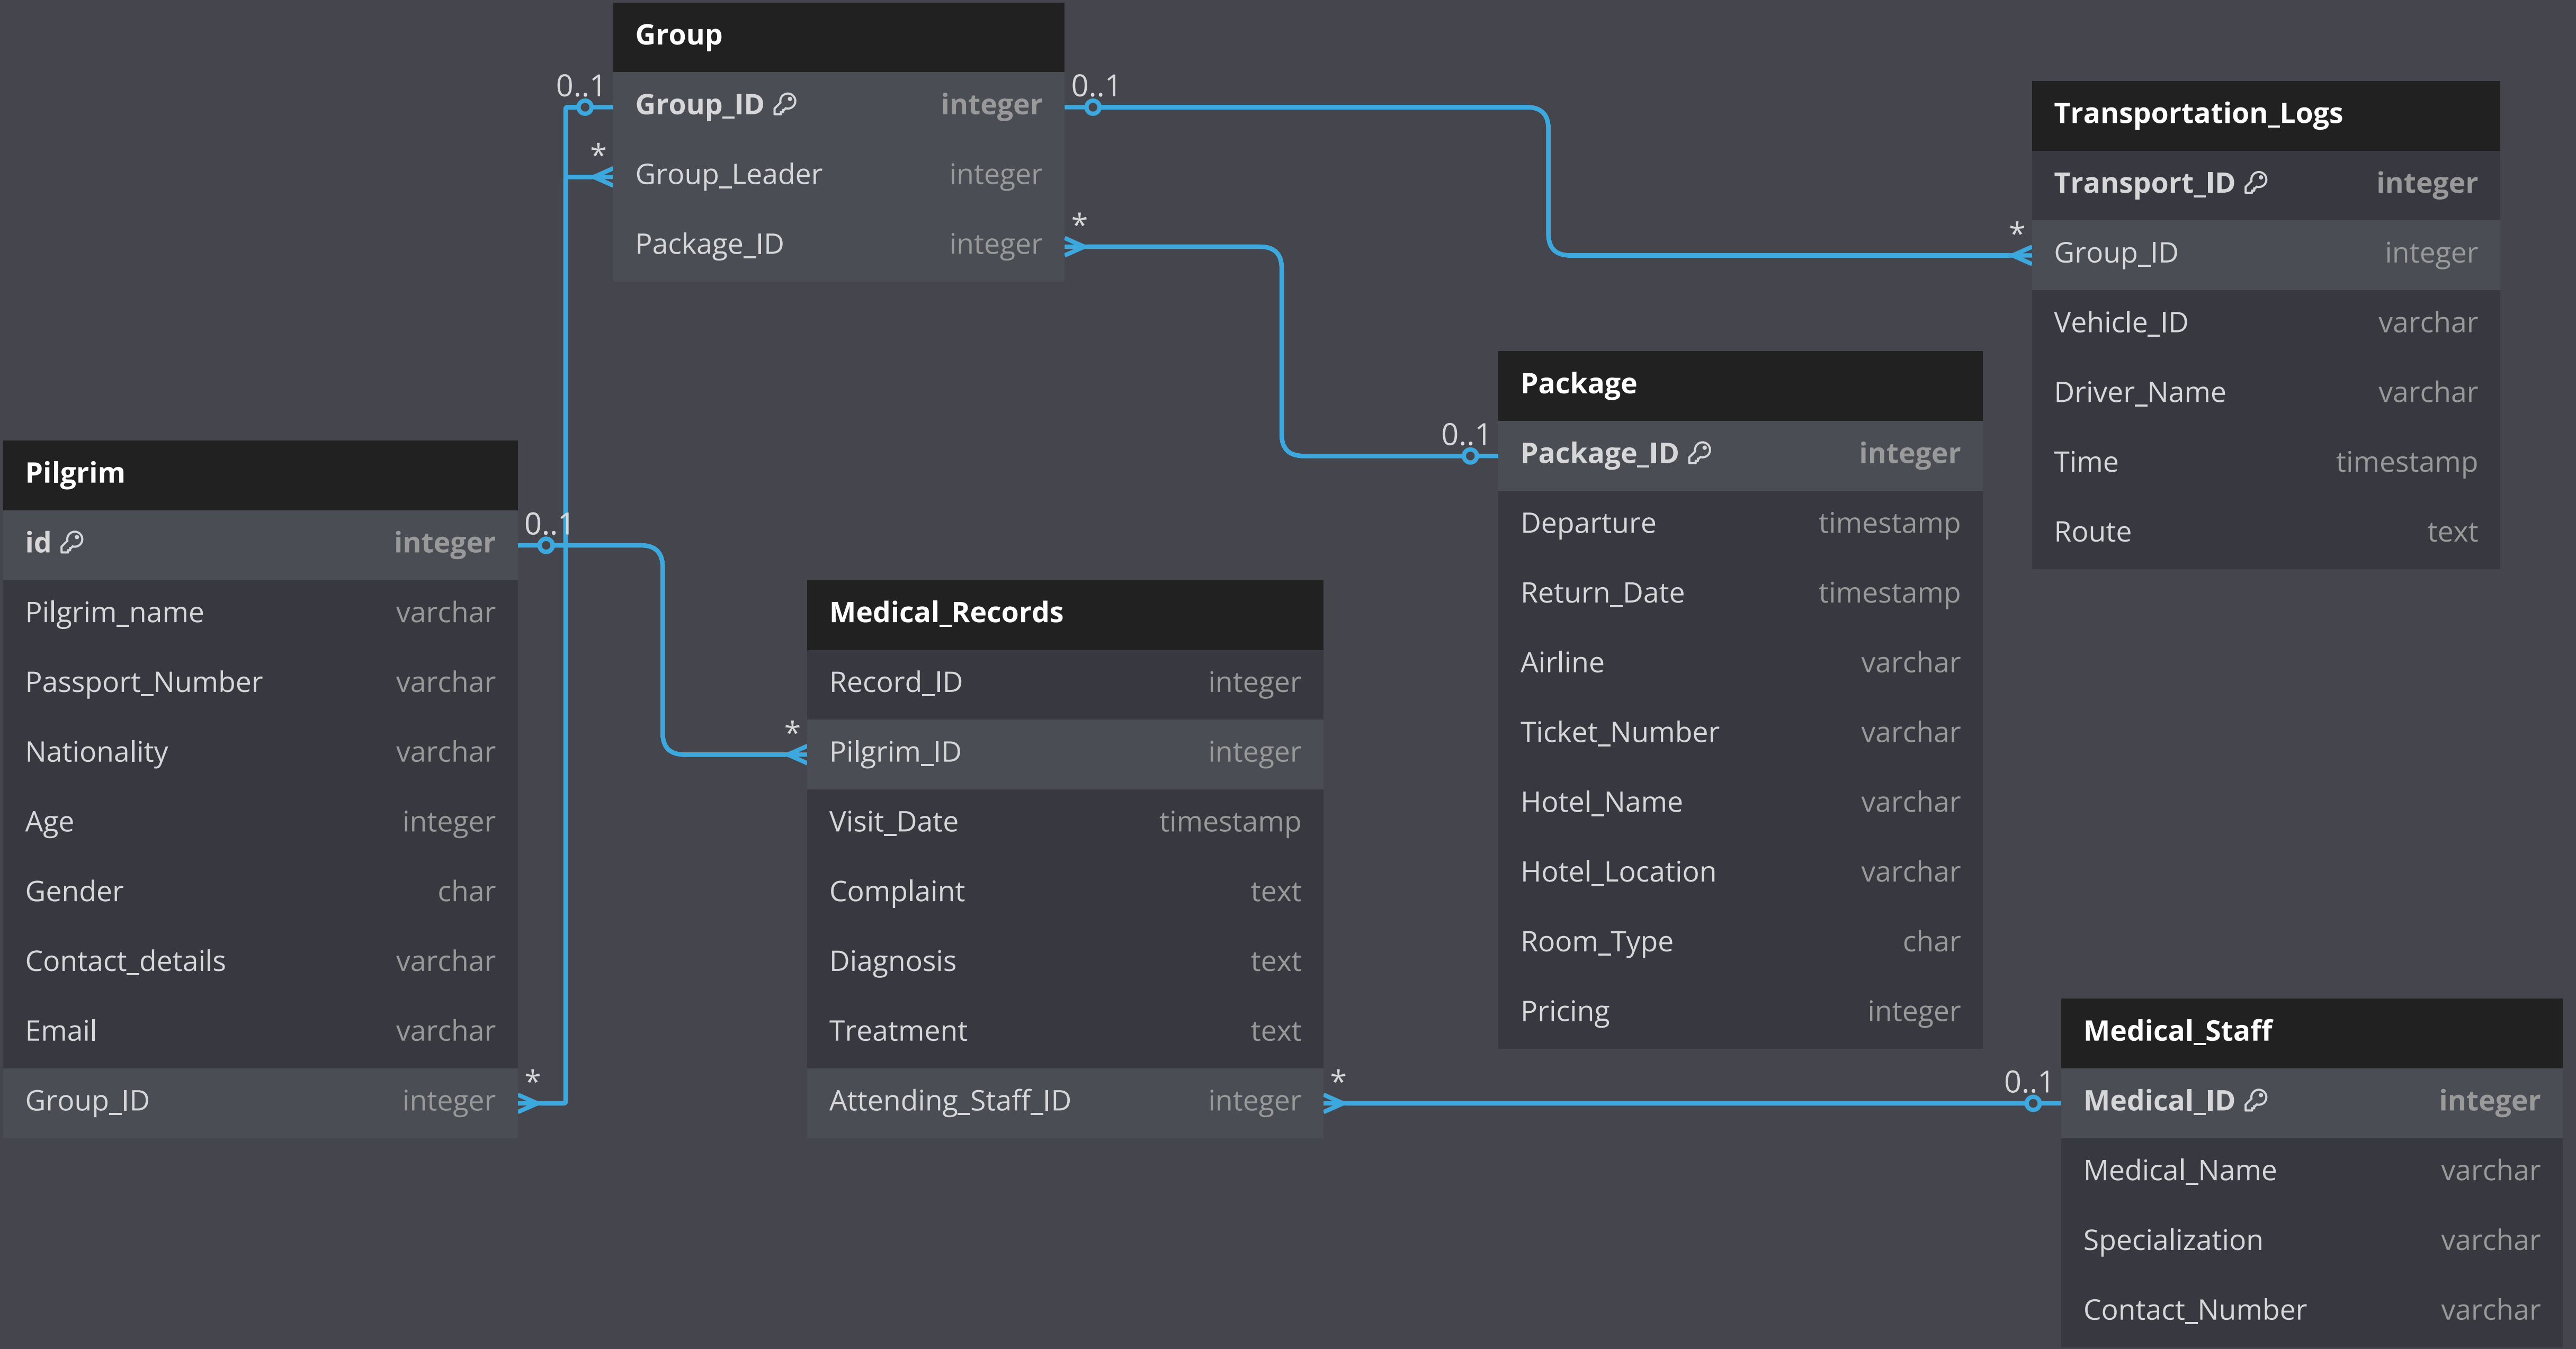 Group
0..1
Group_ID integer
0..1
*
Group_Leader integer
Package_ID integer
*
Transportation_Logs
Transport_ID integer
*
Group_ID integer
Vehicle_ID varchar
Driver_Name varchar
Time timestamp
Route text
Package
0..1
Package_ID integer
Departure timestamp
Return_Date timestamp
Airline varchar
Ticket_Number varchar
Hotel_Name varchar
Hotel_Location varchar
Room_Type char
Pricing integer
Pilgrim
id integer
0..1
Pilgrim_name varchar
Passport_Number varchar
Nationality varchar
Age integer
Gender char
Contact_details varchar
Email varchar
Group_ID integer
*
Medical_Records
Record_ID integer
*
Pilgrim_ID integer
Visit_Date timestamp
Complaint text
Diagnosis text
Treatment text
Attending_Staff_ID integer
*
Medical_Staff
0..1
Medical_ID integer
Medical_Name varchar
Specialization varchar
Contact_Number varchar